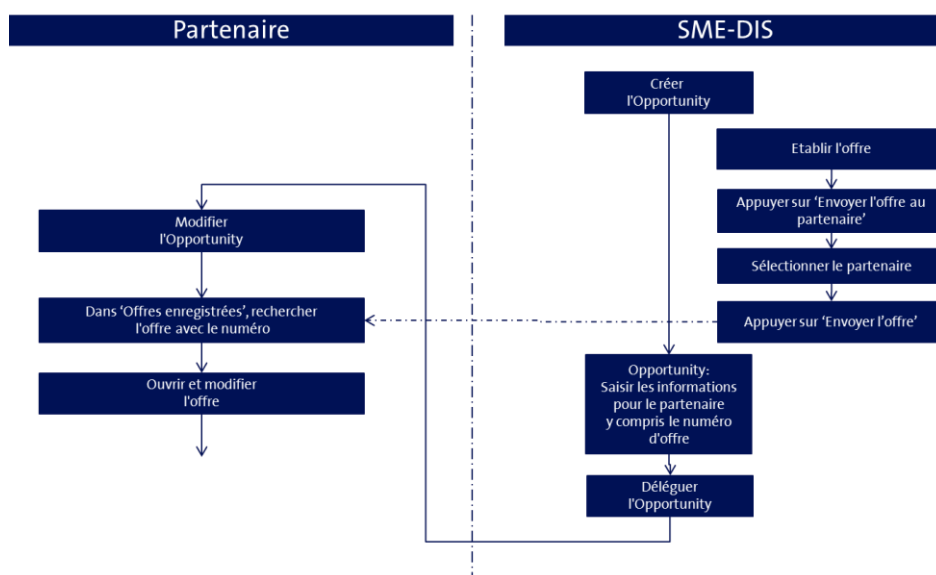 Partenaire
SME-DIS
Créer
l'Opportunity
Etablir l'offre
Appuyer sur ‘Envoyer l'offre au
partenaire’
Sélectionner le partenaire
Appuyer sur ‘Envoyer l'offre’
Modifier
l'Opportunity
Dans ‘Offres enregistrées’, rechercher
l'offre avec le numéro
Ouvrir et modifier
l'offre
Opportunity:
Saisir les informations
pour le partenaire
y compris le numéro
d'offre
Déléguer
l'Opportunity